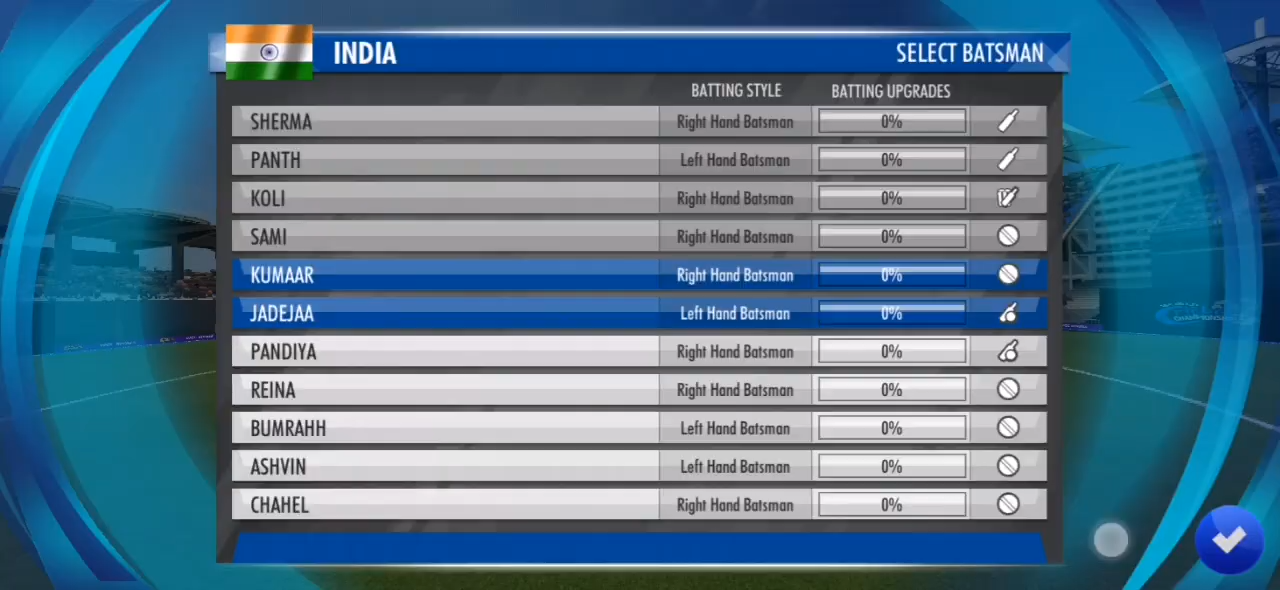 INDIA SELECT BATSMAN
BATTING STYLE BATTING UPGRADES
SHERMA Right Hand Batsman 0%
PANTH Left Hand Batsman 0%
KOLI Right Hand Batsman 0%
SAMI Right Hand Batsman 0%
KUMAAR Right Hand Batsman 0%
JADEJAA Left Hand Batsman 0%
PANDIYA Right Hand Batsman 0%
REINA Right Hand Batsman 0%
BUMRAHH Left Hand Batsman 0%
ASHVIN Left Hand Batsman 0%
CHAHEL Right Hand Batsman 0%